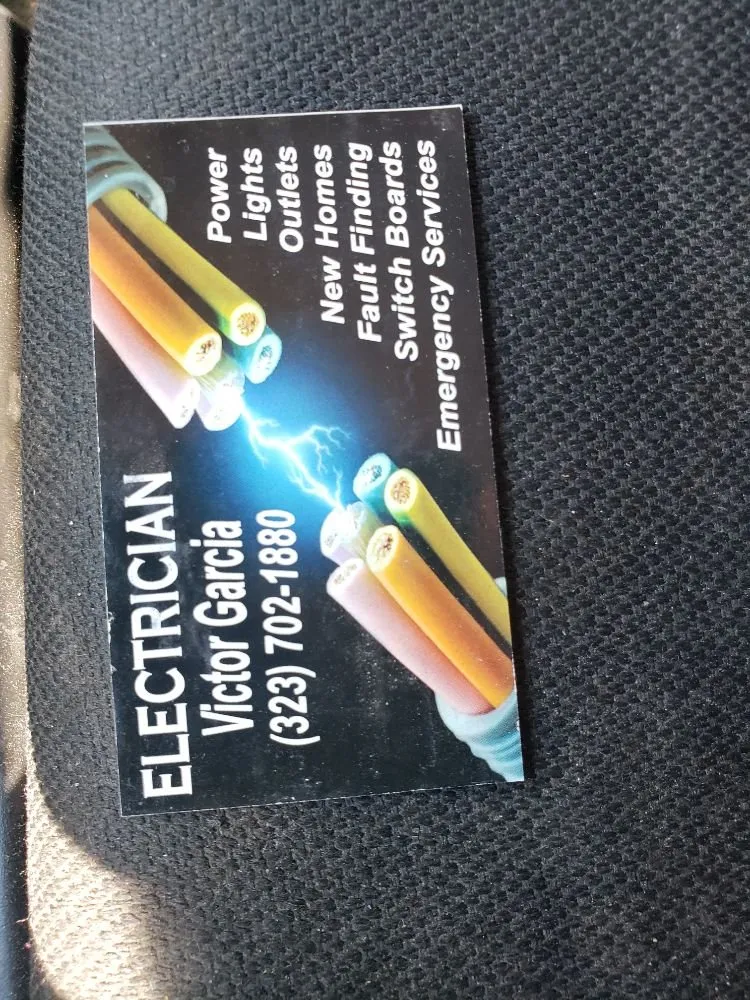 ELECTRICIAN
Victor Garcia
(323) 702-1880
Power
Lights
Outlets
New Homes
Fault Finding
Switch Boards
Emergency Services